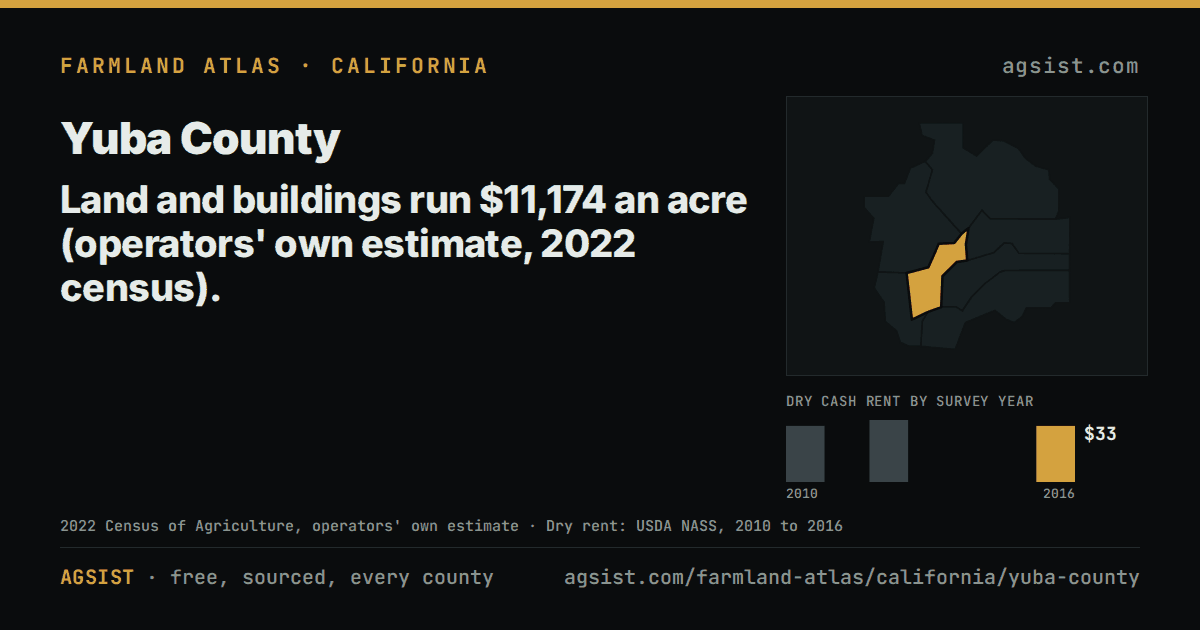 FARMLAND ATLAS · CALIFORNIA
agsist.com
Yuba County
Land and buildings run $11,174 an acre
(operators' own estimate, 2022
census).
DRY CASH RENT BY SURVEY YEAR
$33
2010
2016
2022 Census of Agriculture, operators' own estimate · Dry rent: USDA NASS, 2010 to 2016
AGSIST · free, sourced, every county
agsist.com/farmland-atlas/california/yuba-county